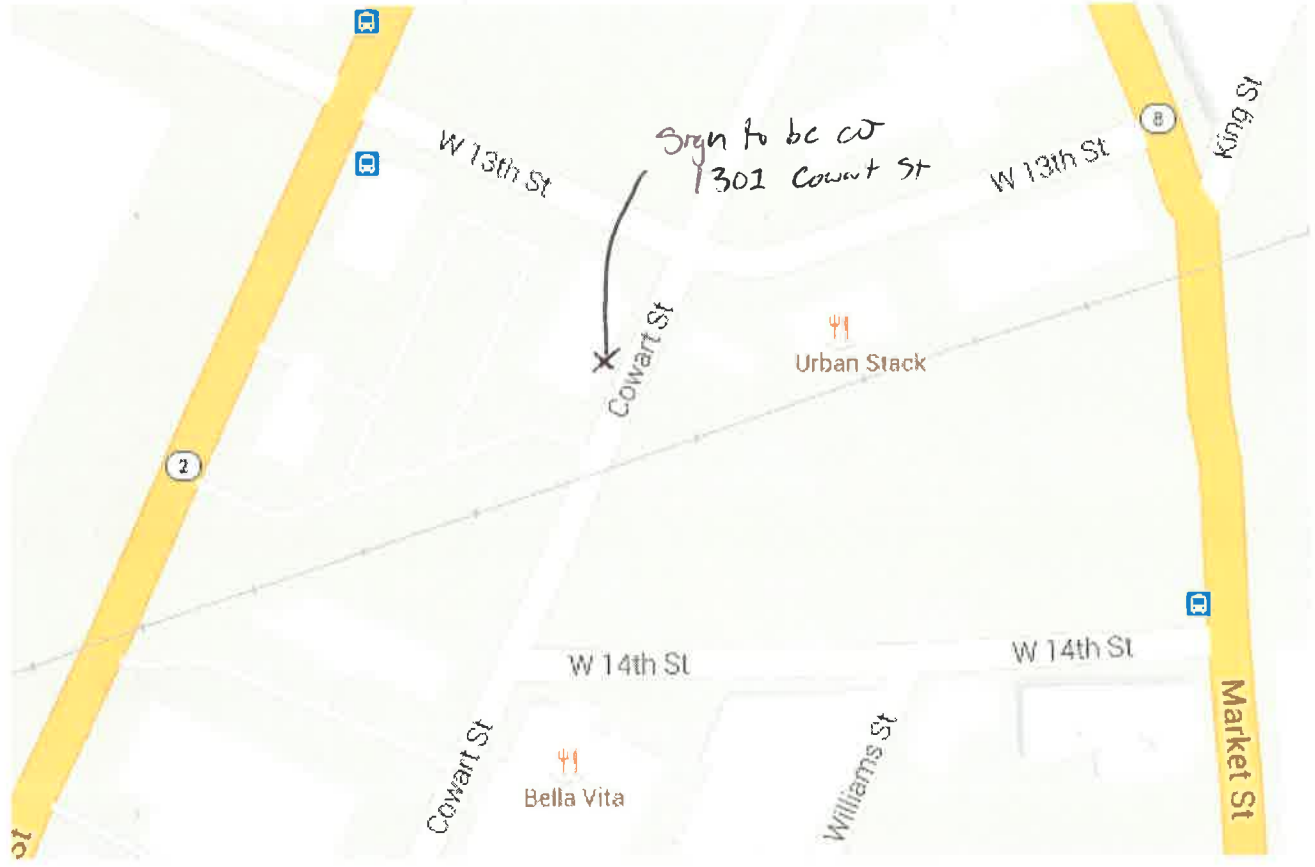 W 13th St
Sign to be at
1301 Cowart St
W 13th St
8
King St
Cowart St
Urban Stack
2
W 14th St
W 14th St
Market St
Cowart St
Bella Vita
Williams St
St